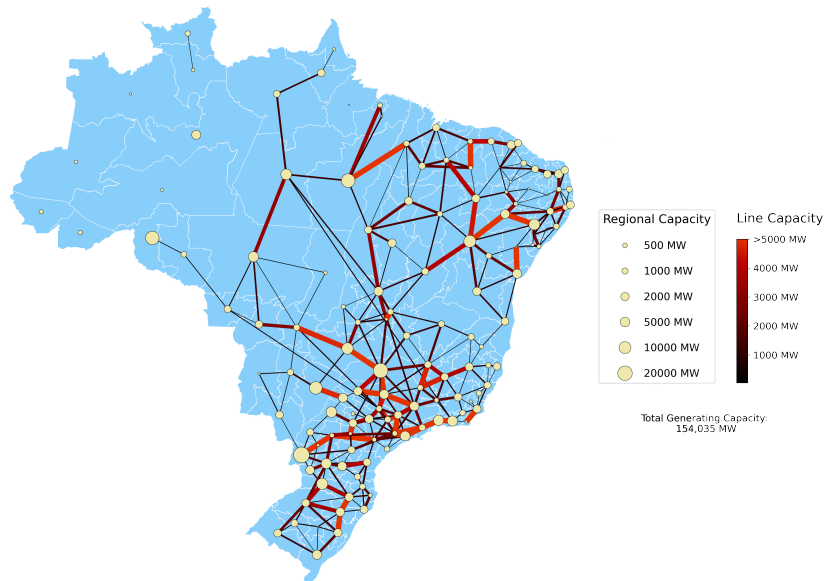 Regional Capacity
500 MW
1000 MW
2000 MW
5000 MW
10000 MW
20000 MW
Line Capacity
>5000 MW
4000 MW
3000 MW
2000 MW
1000 MW
Total Generating Capacity:
154,035 MW